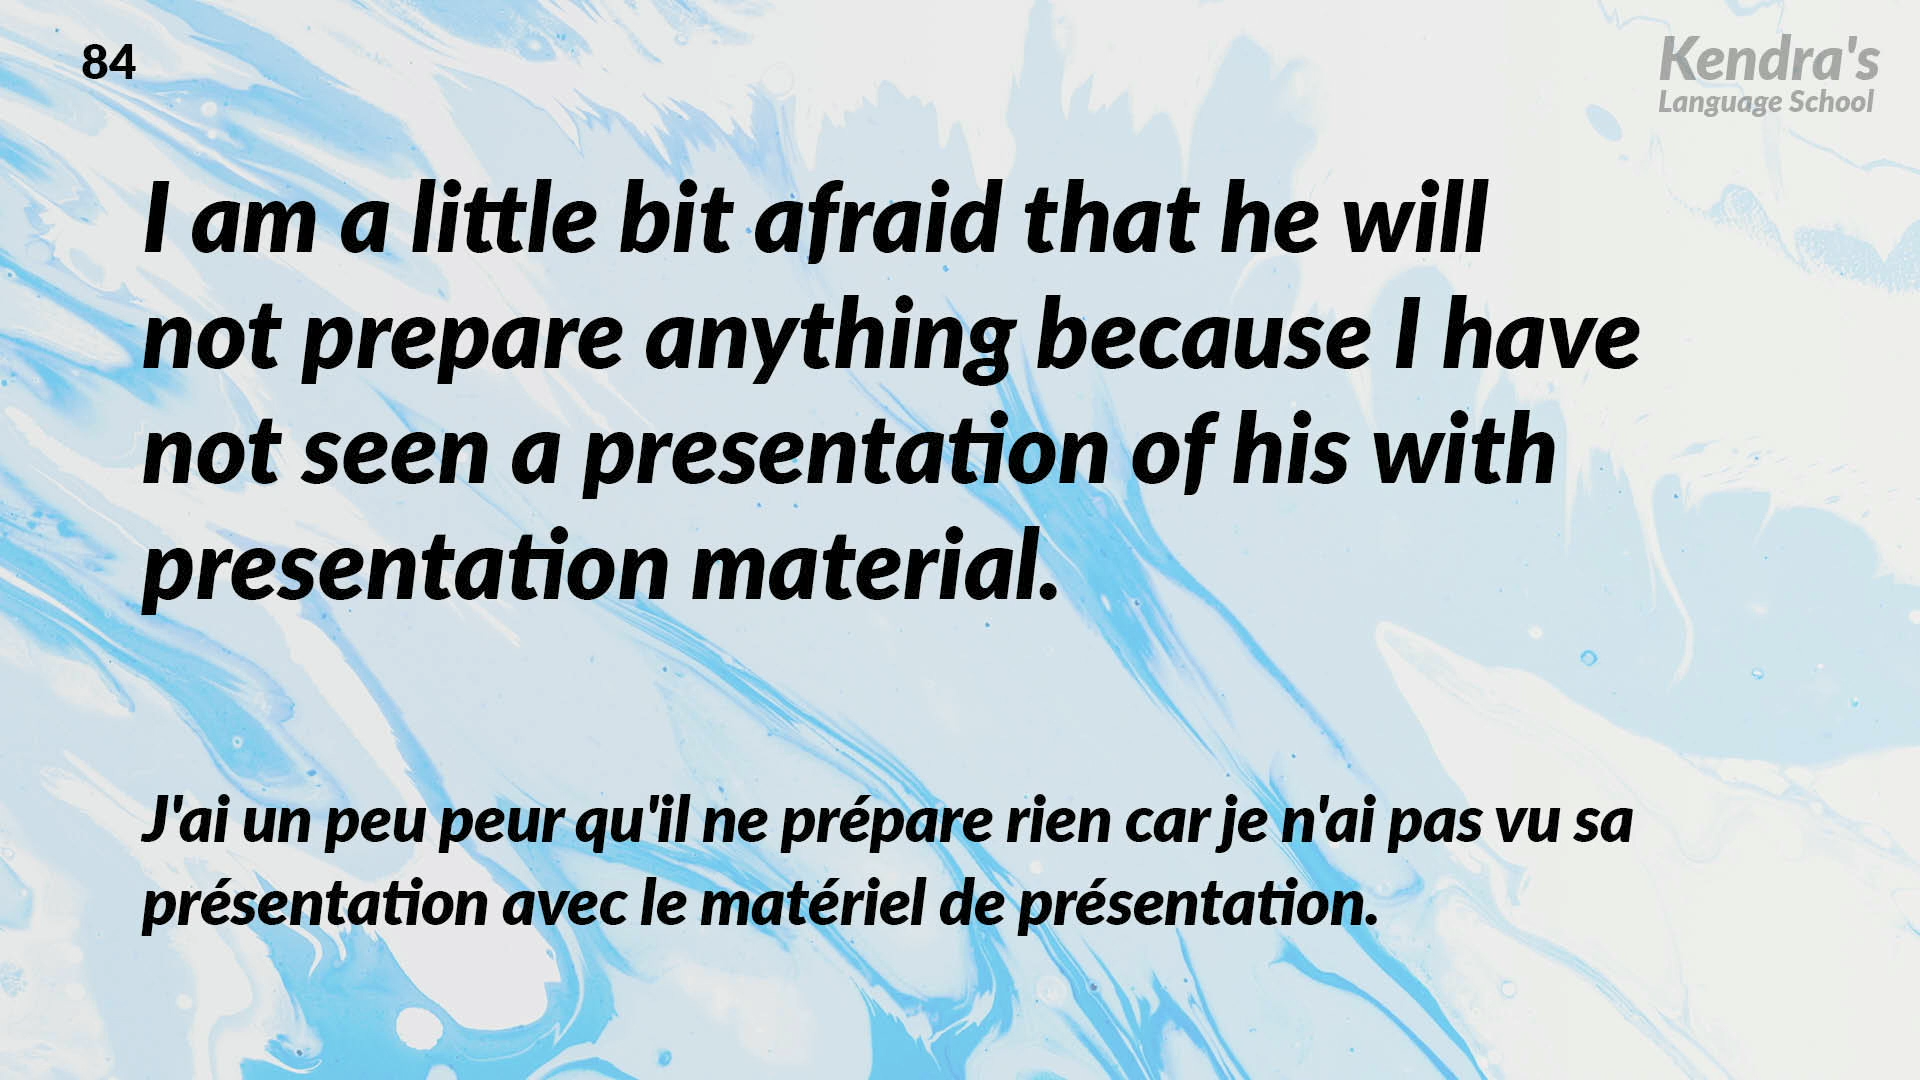 84
Kendra's
Language School
I am a little bit afraid that he will
not prepare anything because I have
not seen a presentation of his with
presentation material.
J'ai un peu peur qu'il ne prépare rien car je n'ai pas vu sa
présentation avec le matériel de présentation.